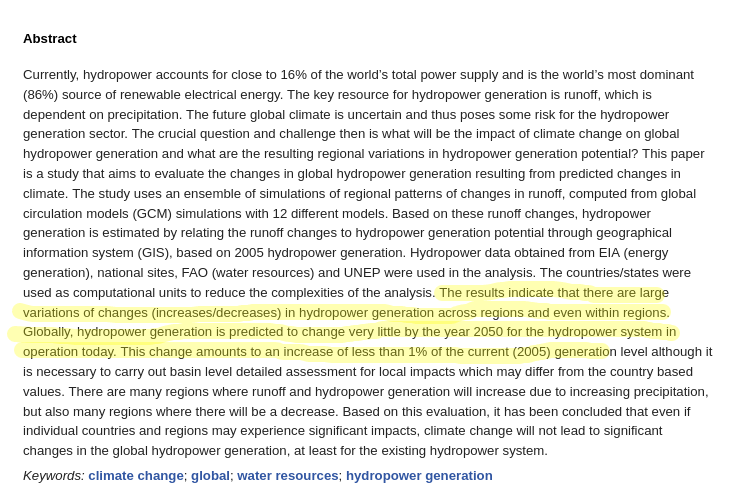 Abstract
Currently, hydropower accounts for close to 16% of the world’s total power supply and is the world’s most dominant
(86%) source of renewable electrical energy. The key resource for hydropower generation is runoff, which is
dependent on precipitation. The future global climate is uncertain and thus poses some risk for the hydropower
generation sector. The crucial question and challenge then is what will be the impact of climate change on global
hydropower generation and what are the resulting regional variations in hydropower generation potential? This paper
is a study that aims to evaluate the changes in global hydropower generation resulting from predicted changes in
climate. The study uses an ensemble of simulations of regional patterns of changes in runoff, computed from global
circulation models (GCM) simulations with 12 different models. Based on these runoff changes, hydropower
generation is estimated by relating the runoff changes to hydropower generation potential through geographical
information system (GIS), based on 2005 hydropower generation. Hydropower data obtained from EIA (energy
generation), national sites, FAO (water resources) and UNEP were used in the analysis. The countries/states were
used as computational units to reduce the complexities of the analysis. The results indicate that there are large
variations of changes (increases/decreases) in hydropower generation across regions and even within regions.
Globally, hydropower generation is predicted to change very little by the year 2050 for the hydropower system in
operation today. This change amounts to an increase of less than 1% of the current (2005) generation level although it
is necessary to carry out basin level detailed assessment for local impacts which may differ from the country based
values. There are many regions where runoff and hydropower generation will increase due to increasing precipitation,
but also many regions where there will be a decrease. Based on this evaluation, it has been concluded that even if
individual countries and regions may experience significant impacts, climate change will not lead to significant
changes in the global hydropower generation, at least for the existing hydropower system.
Keywords: climate change; global; water resources; hydropower generation